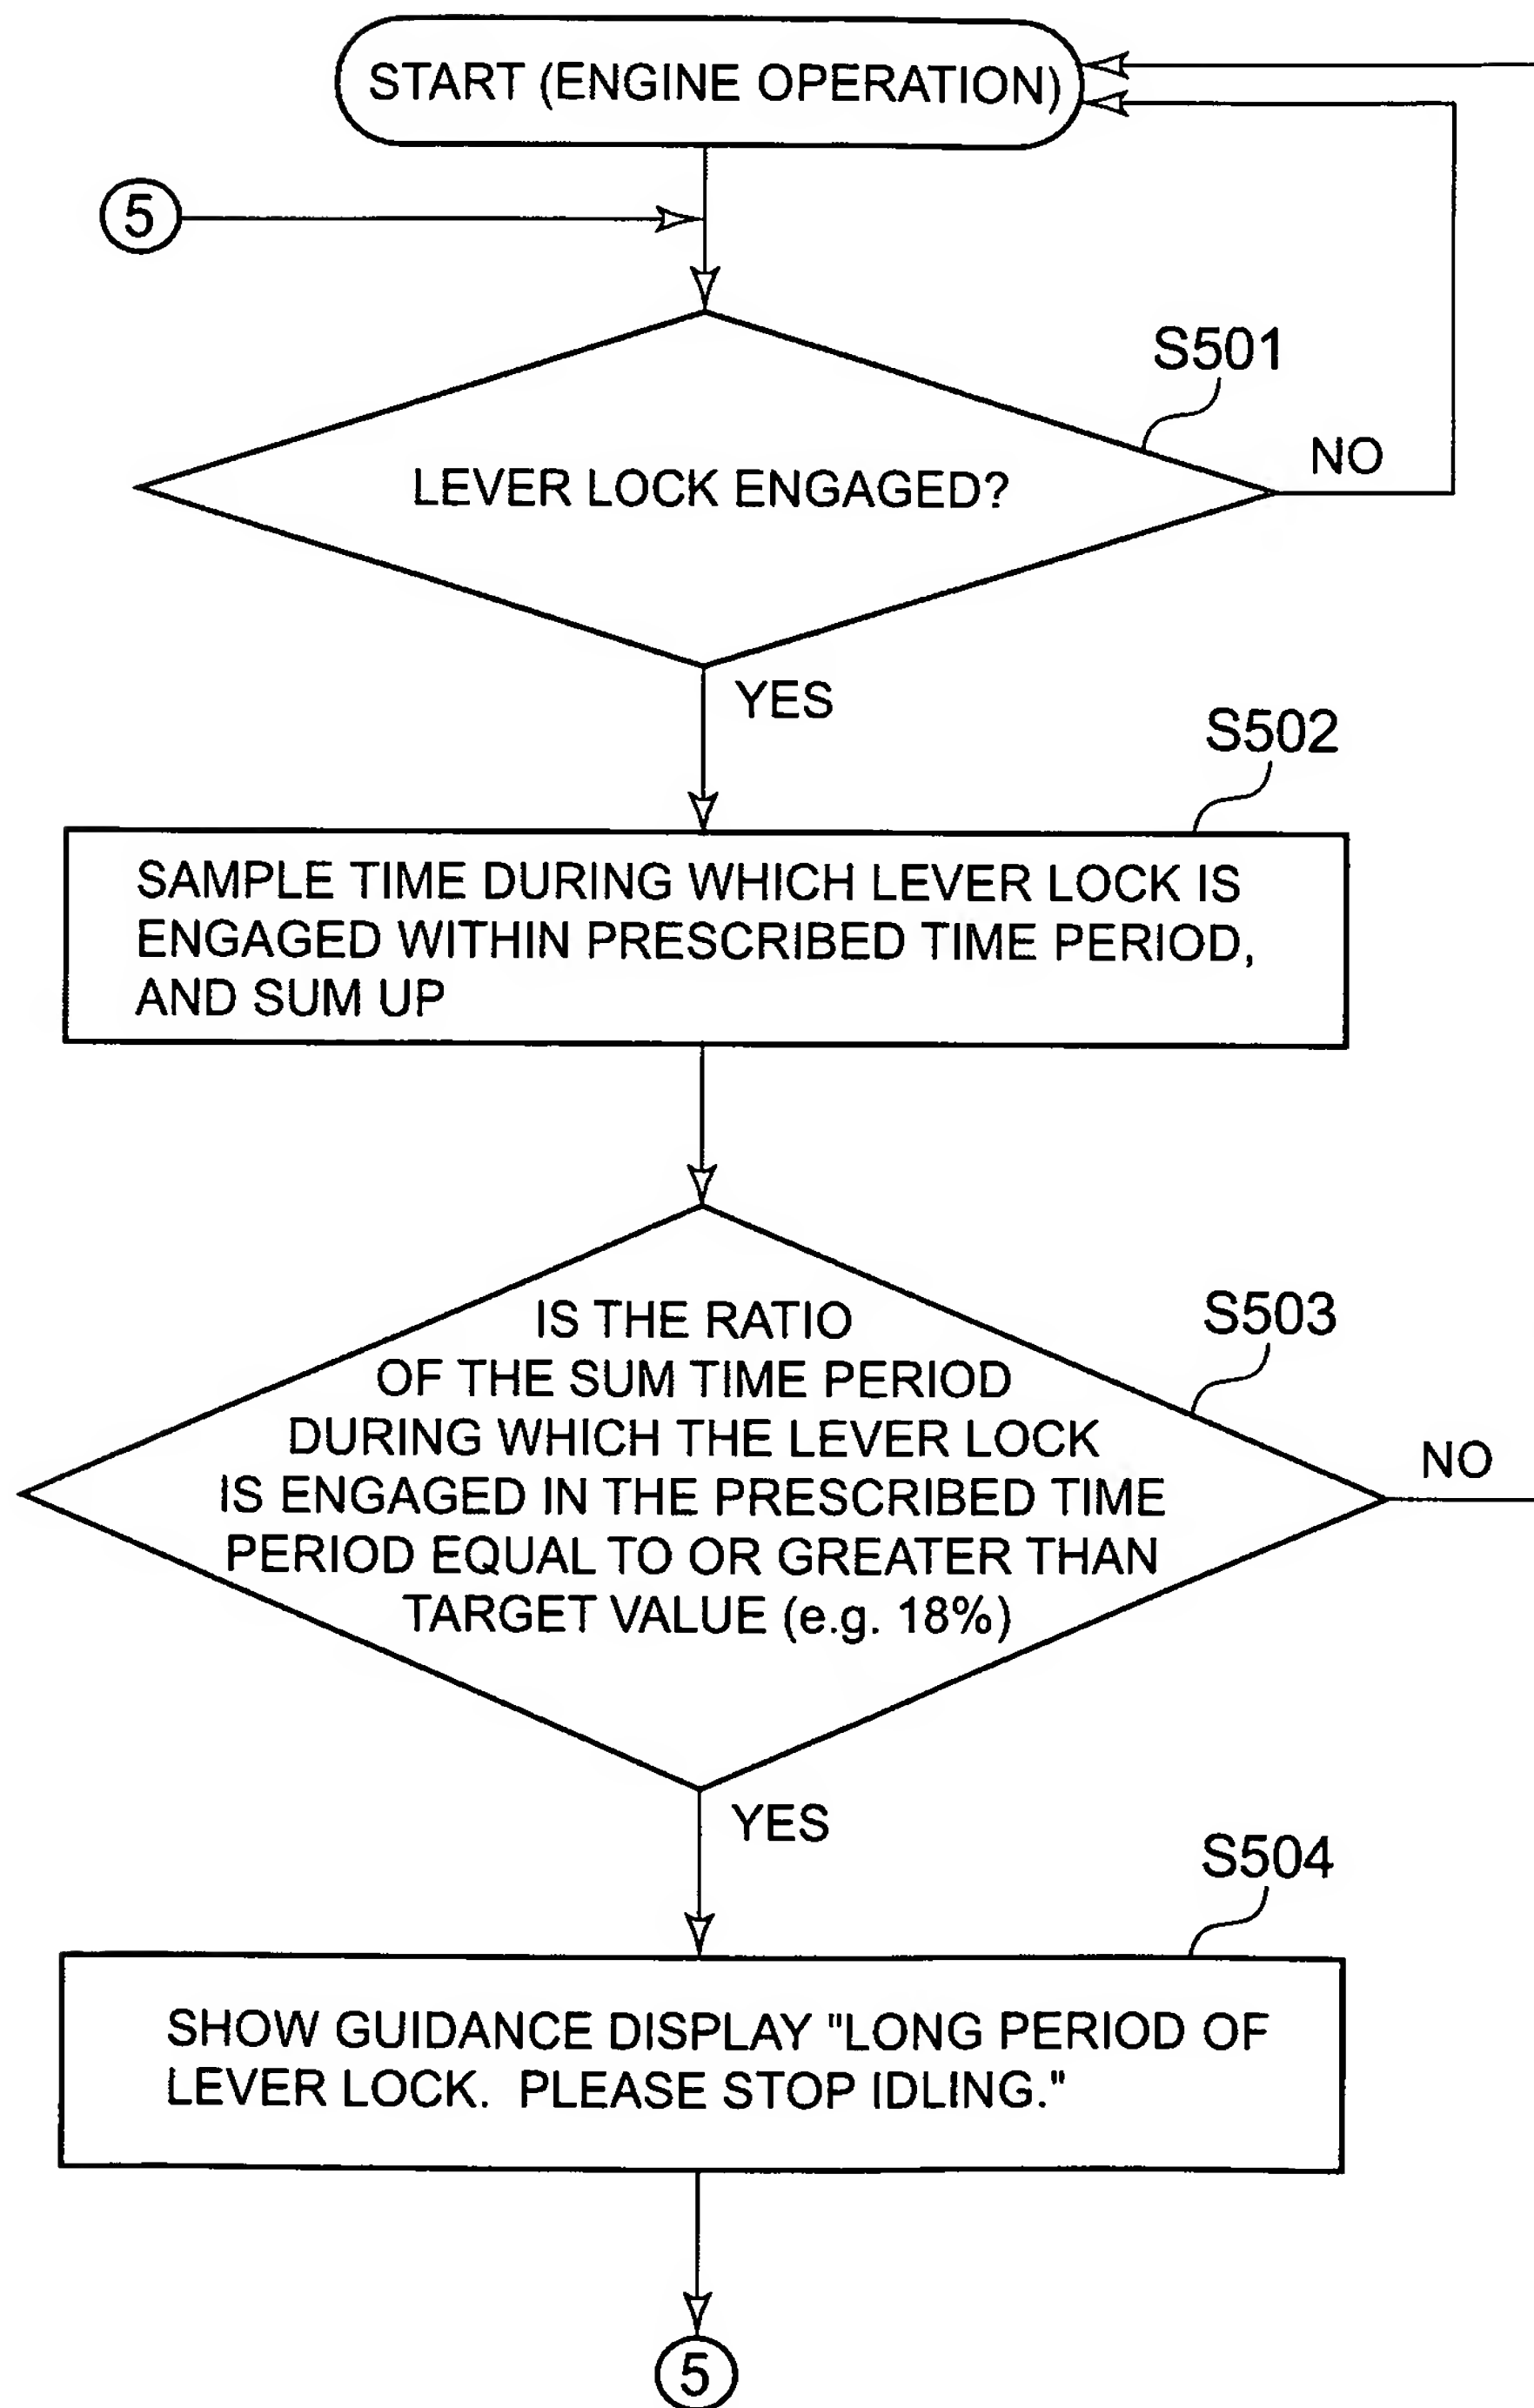 START (ENGINE OPERATION)
5
S501
LEVER LOCK ENGAGED?
NO
YES
S502
SAMPLE TIME DURING WHICH LEVER LOCK IS
ENGAGED WITHIN PRESCRIBED TIME PERIOD,
AND SUM UP
S503
IS THE RATIO
OF THE SUM TIME PERIOD
DURING WHICH THE LEVER LOCK
IS ENGAGED IN THE PRESCRIBED TIME
PERIOD EQUAL TO OR GREATER THAN
TARGET VALUE (e.g. 18%)
NO
YES
S504
SHOW GUIDANCE DISPLAY "LONG PERIOD OF
LEVER LOCK. PLEASE STOP IDLING."
5